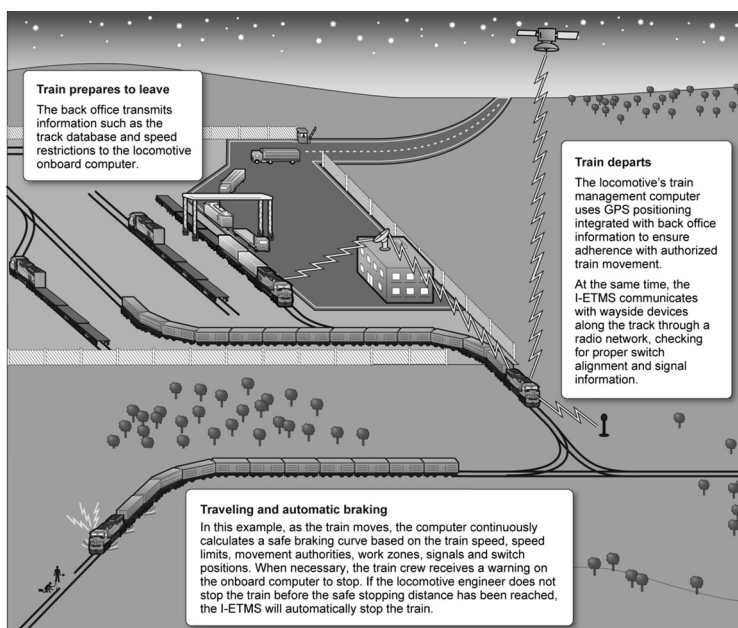 Train prepares to leave
The back office transmits
information such as the
track database and speed
restrictions to the locomotive
onboard computer.
Train departs
The locomotive's train
management computer
uses GPS positioning
integrated with back office
information to ensure
adherence with authorized
train movement.
At the same time, the
I-ETMS communicates
with wayside devices
along the track through a
radio network, checking
for proper switch
alignment and signal
information.
Traveling and automatic braking
In this example, as the train moves, the computer continuously
calculates a safe braking curve based on the train speed, speed
limits, movement authorities, work zones, signals and switch
positions. When necessary, the train crew receives a warning on
the onboard computer to stop. If the locomotive engineer does not
stop the train before the safe stopping distance has been reached,
the I-ETMS will automatically stop the train.